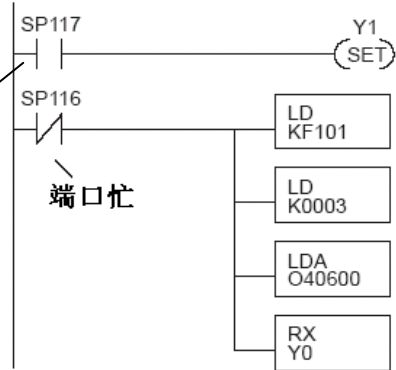 SP117
Y1
SET
SP116
端口忙
LD
KF101
LD
K0003
LDA
O40600
RX
Y0